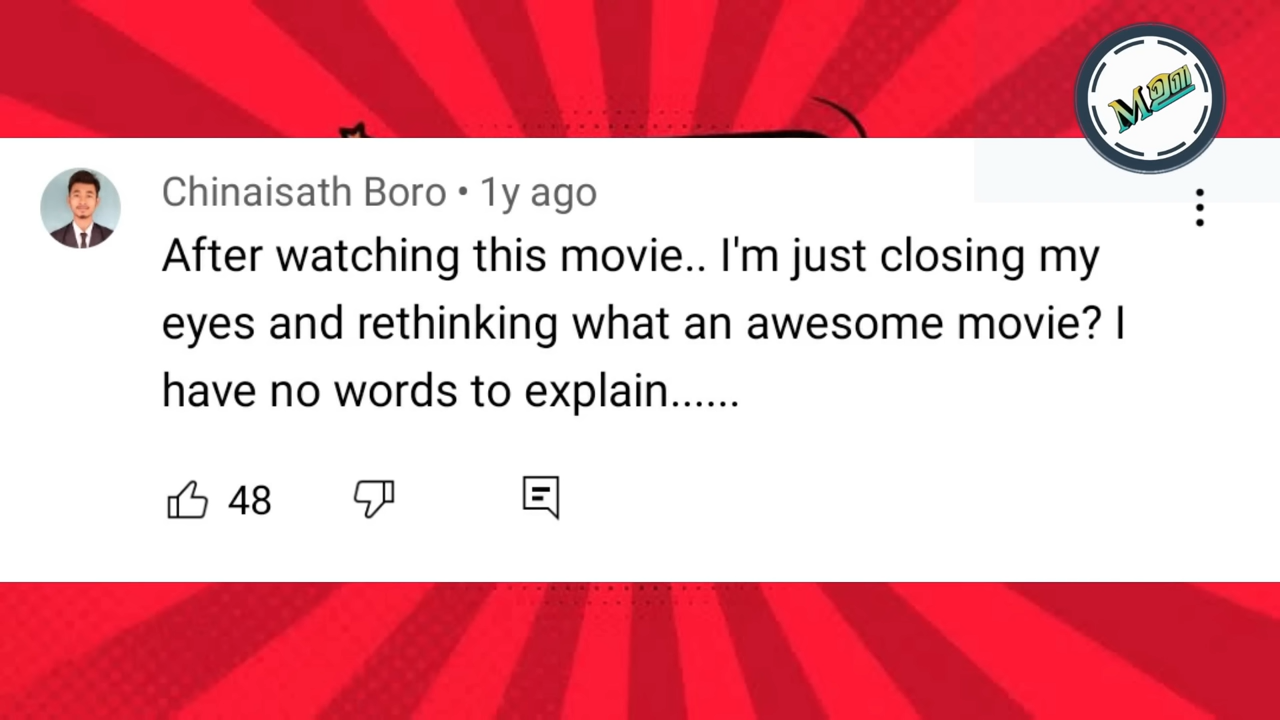 Chinaisath Boro • 1y ago
After watching this movie.. I'm just closing my
eyes and rethinking what an awesome movie? I
have no words to explain......
48